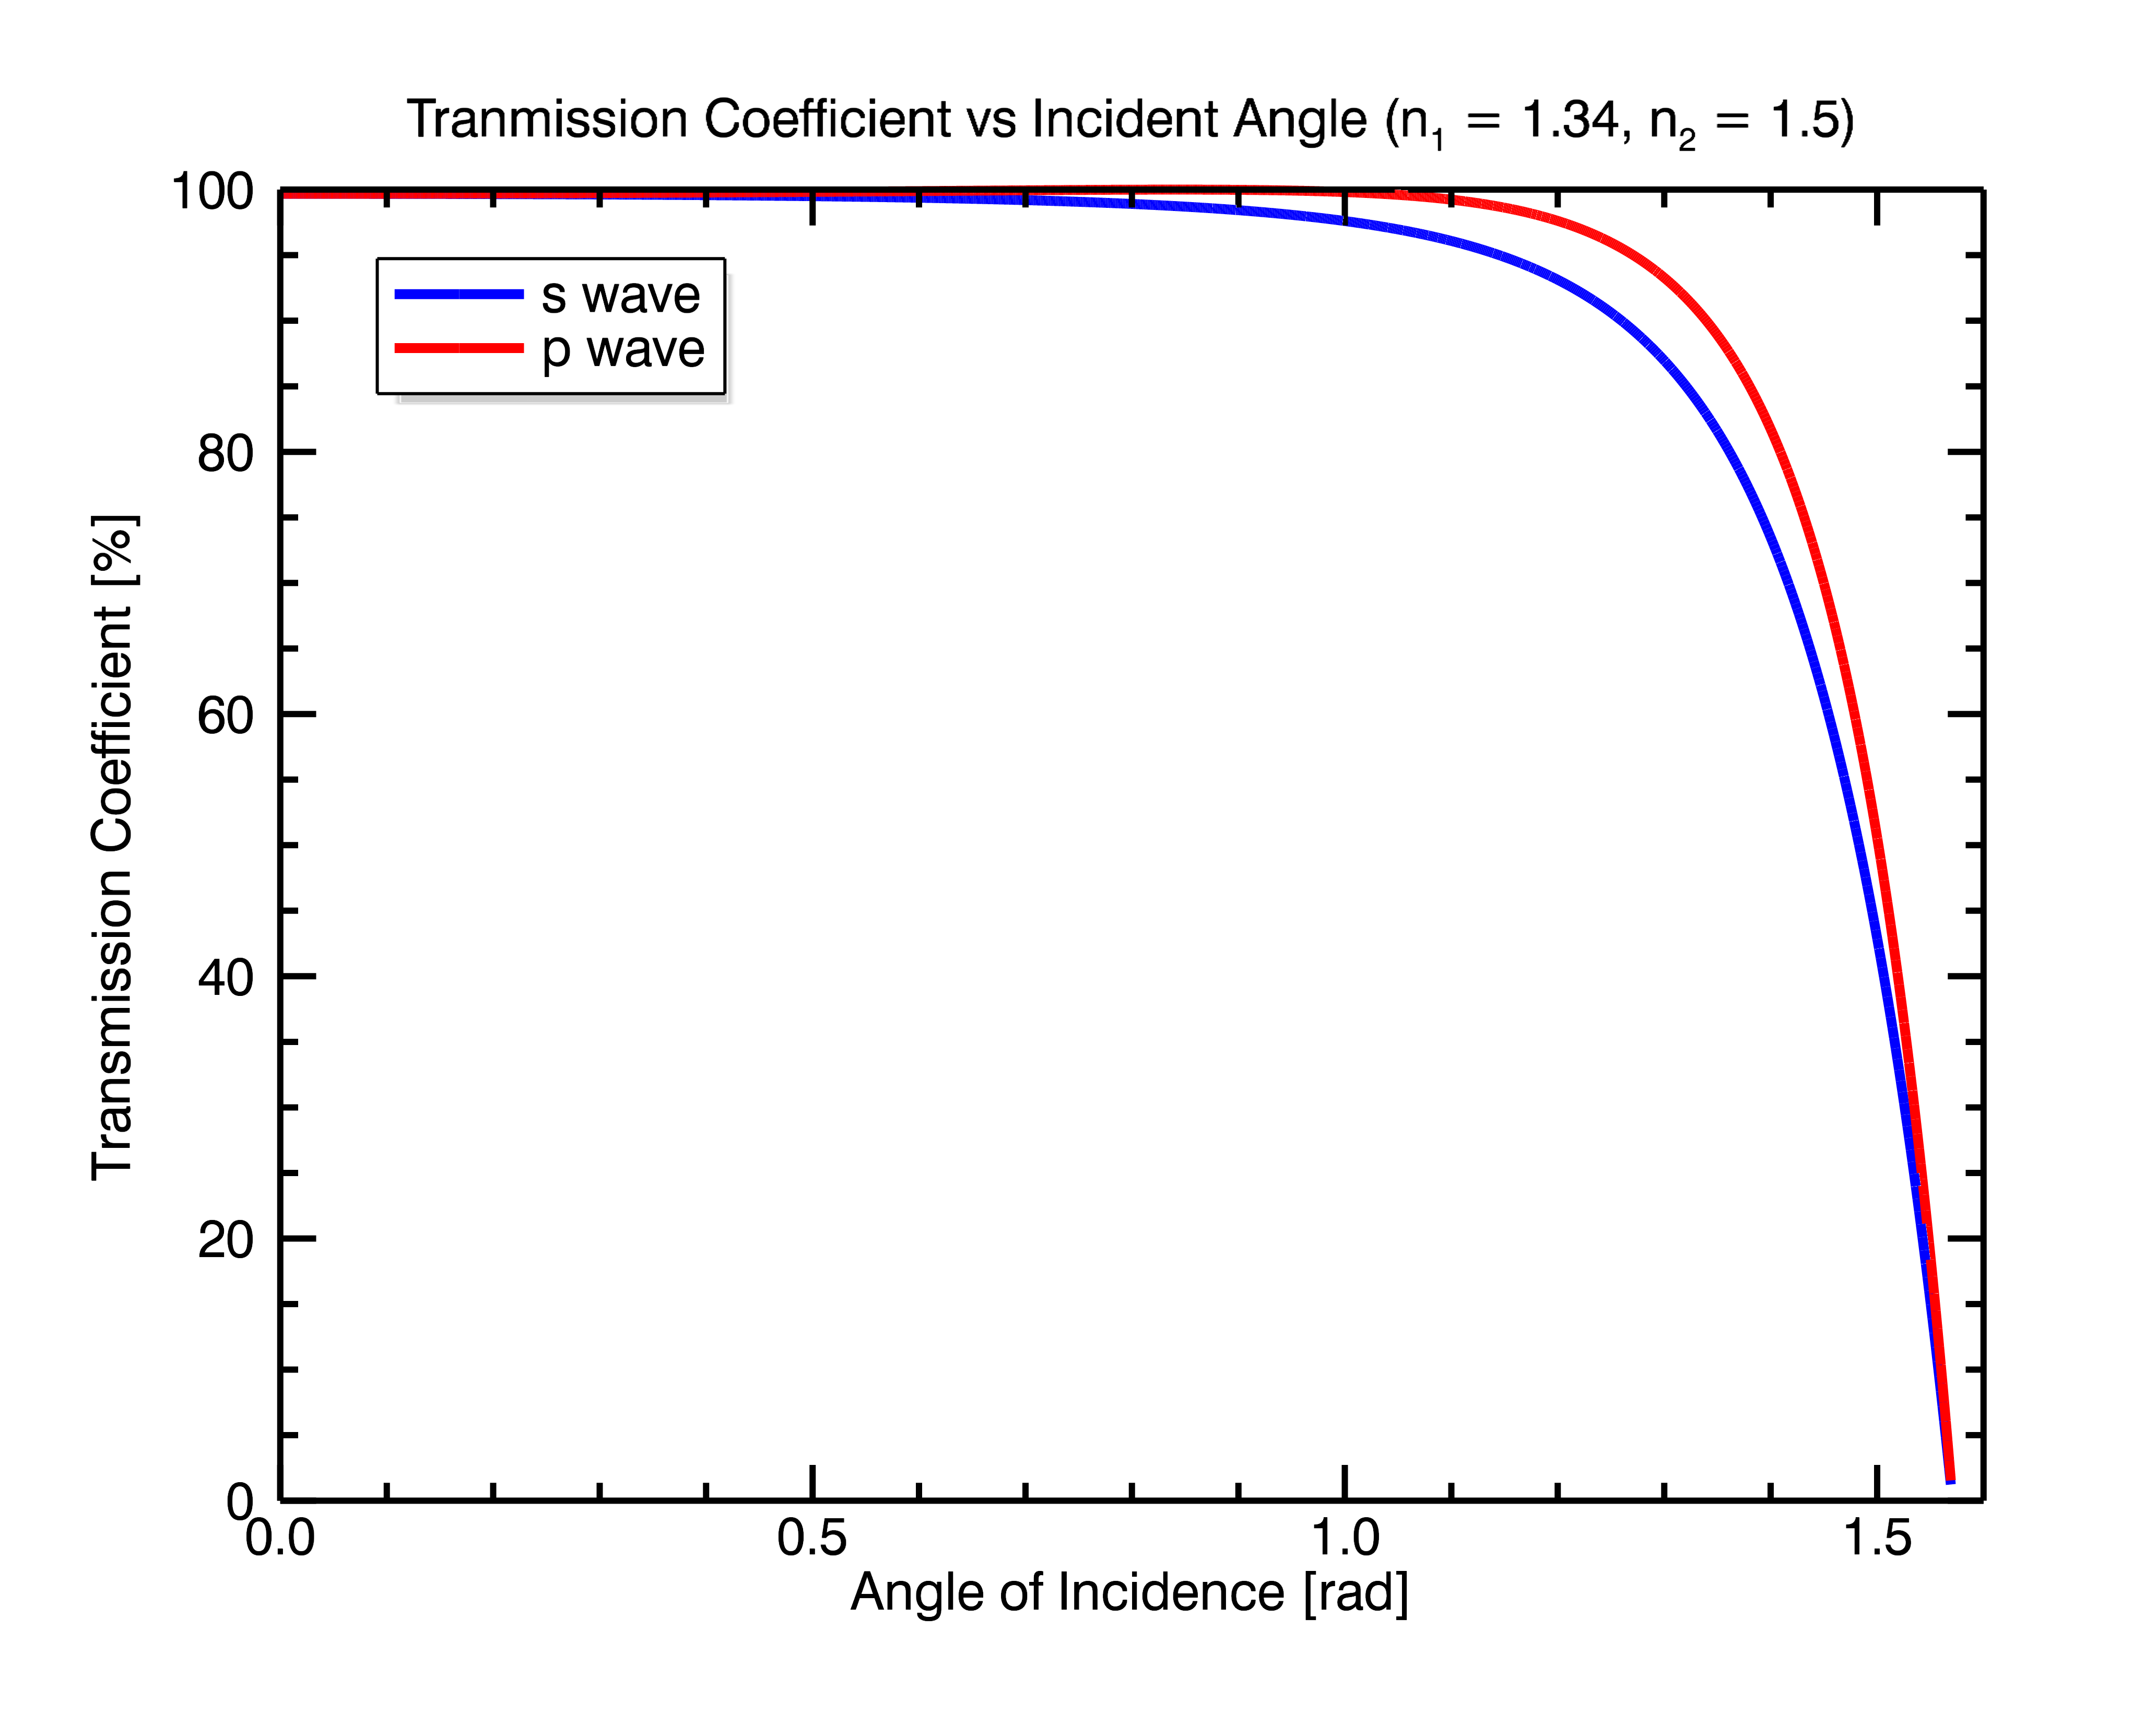 Tranmission Coefficient vs Incident Angle (n₁ = 1.34, n₂ = 1.5)
100
80
60
40
20
0
Transmission Coefficient [%]
s wave
p wave
0.0 0.5 1.0 1.5
Angle of Incidence [rad]